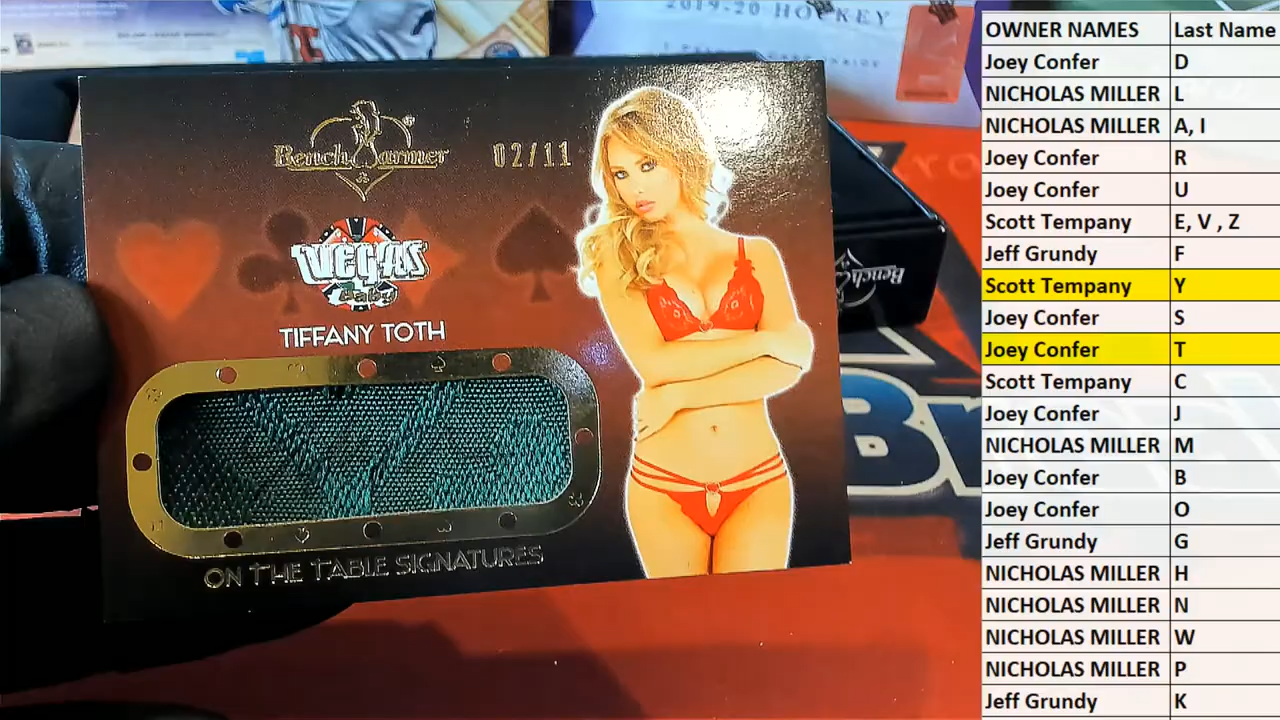 2019-20 HOCKEY
BenchWarmer
02/11
VEGAS
Baby
TIFFANY TOTH
ON THE TABLE SIGNATURES
Bench
Br
OWNER NAMES Last Name
Joey Confer D
NICHOLAS MILLER L
NICHOLAS MILLER A, I
Joey Confer R
Joey Confer U
Scott Tempany E, V , Z
Jeff Grundy F
Scott Tempany Y
Joey Confer S
Joey Confer T
Scott Tempany C
Joey Confer J
NICHOLAS MILLER M
Joey Confer B
Joey Confer O
Jeff Grundy G
NICHOLAS MILLER H
NICHOLAS MILLER N
NICHOLAS MILLER W
NICHOLAS MILLER P
Jeff Grundy K